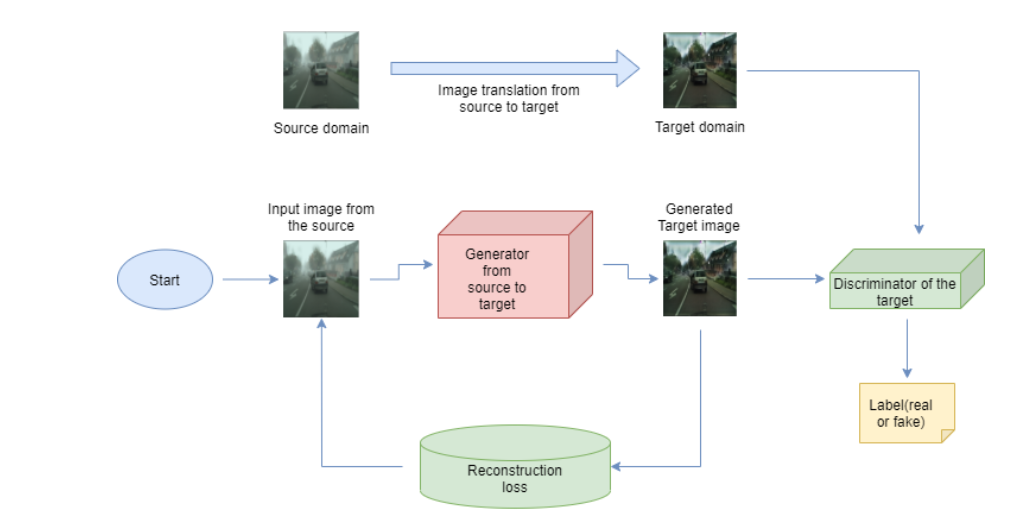 Image translation from
source to target
Source domain
Target domain
Input image from
the source
Generated
Target image
Start
Generator
from
source to
target
Discriminator of the
target
Label(real
or fake)
Reconstruction
loss